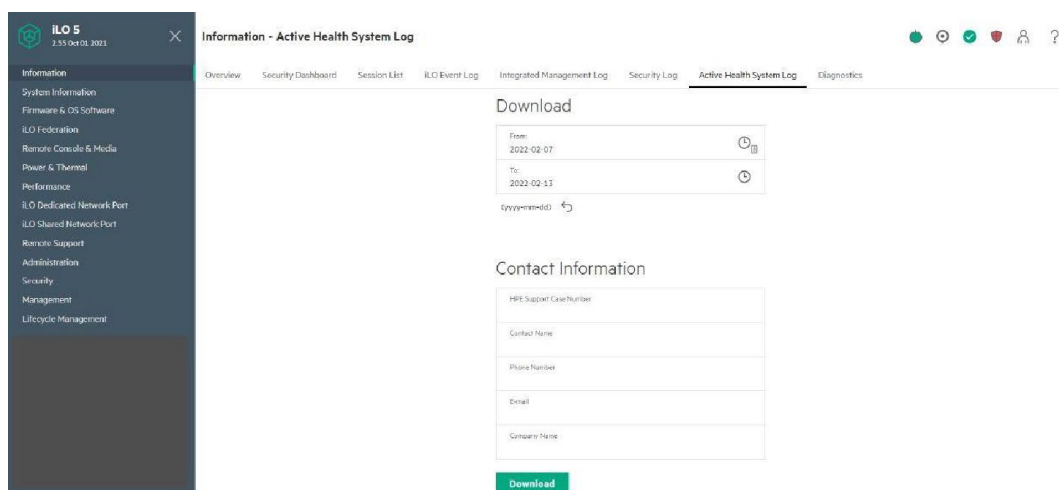 iLO 5
2.55 Oct 01 2021
Information - Active Health System Log
?
Information
System Information
Firmware & OS Software
iLO Federation
Remote Console & Media
Power & Thermal
Performance
iLO Dedicated Network Port
iLO Shared Network Port
Remote Support
Administration
Security
Management
Lifecycle Management
Overview Security Dashboard Session List iLO Event Log Integrated Management Log Security Log Active Health System Log Diagnostics
Download
From:
2022-02-07
To:
2022-02-13
(yyyy-mm-dd)
Contact Information
HPE Support Case Number
Contact Name
Phone Number
E-mail
Company Name
Download